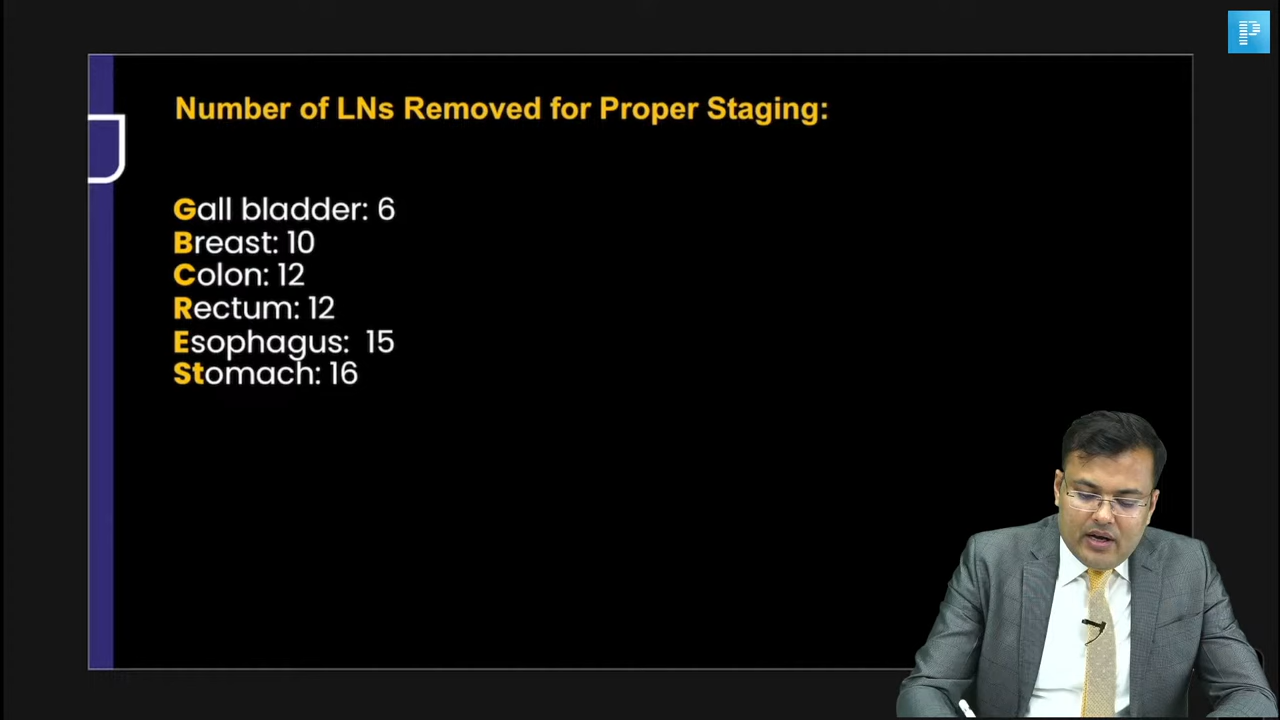 Number of LNs Removed for Proper Staging:
Gall bladder: 6
Breast: 10
Colon: 12
Rectum: 12
Esophagus: 15
Stomach: 16
P